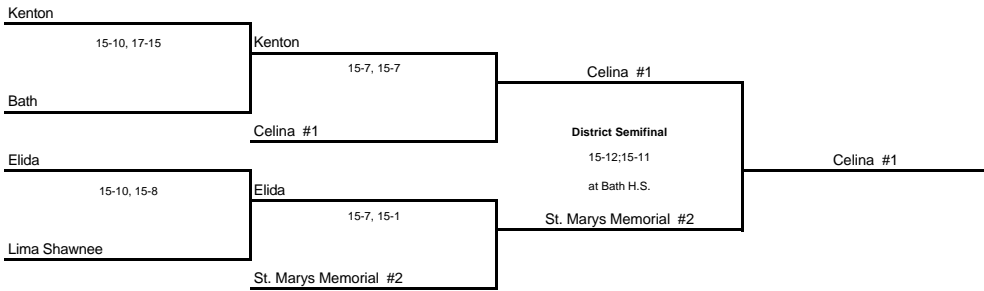 Kenton
15-10, 17-15
Kenton
15-7, 15-7
Celina #1
Bath
Celina #1
District Semifinal
15-12;15-11
Celina #1
Elida
15-10, 15-8
Elida
at Bath H.S.
15-7, 15-1
St. Marys Memorial #2
Lima Shawnee
St. Marys Memorial #2